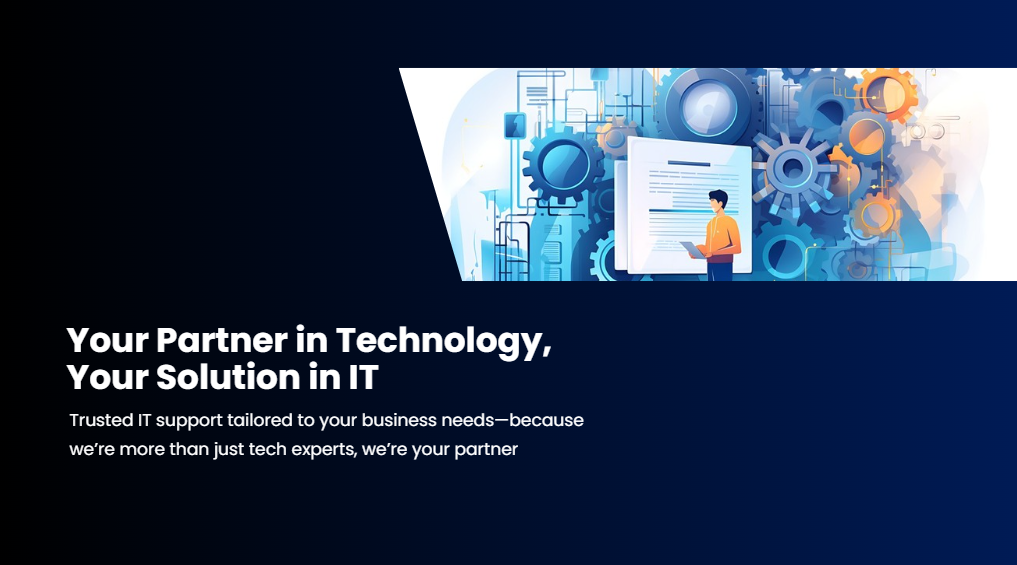 Your Partner in Technology,
Your Solution in IT
Trusted IT support tailored to your business needs—because
we’re more than just tech experts, we’re your partner